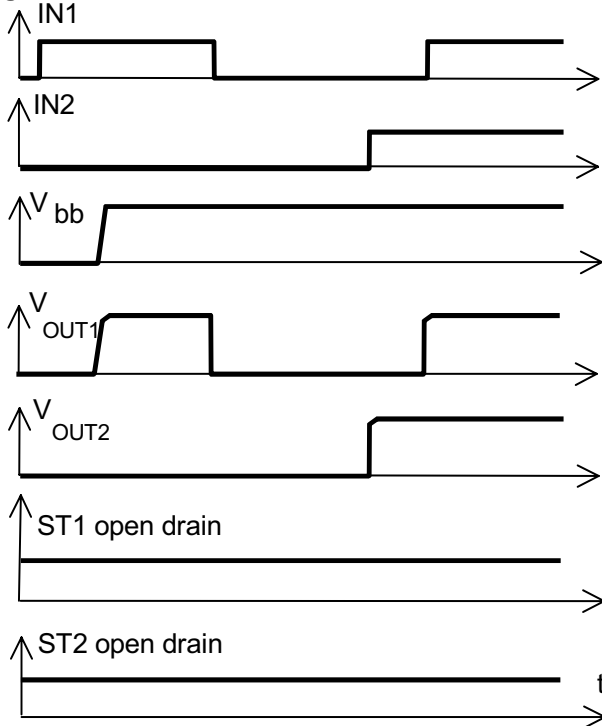 IN1
IN2
V bb
V OUT1
V OUT2
ST1 open drain
ST2 open drain
t